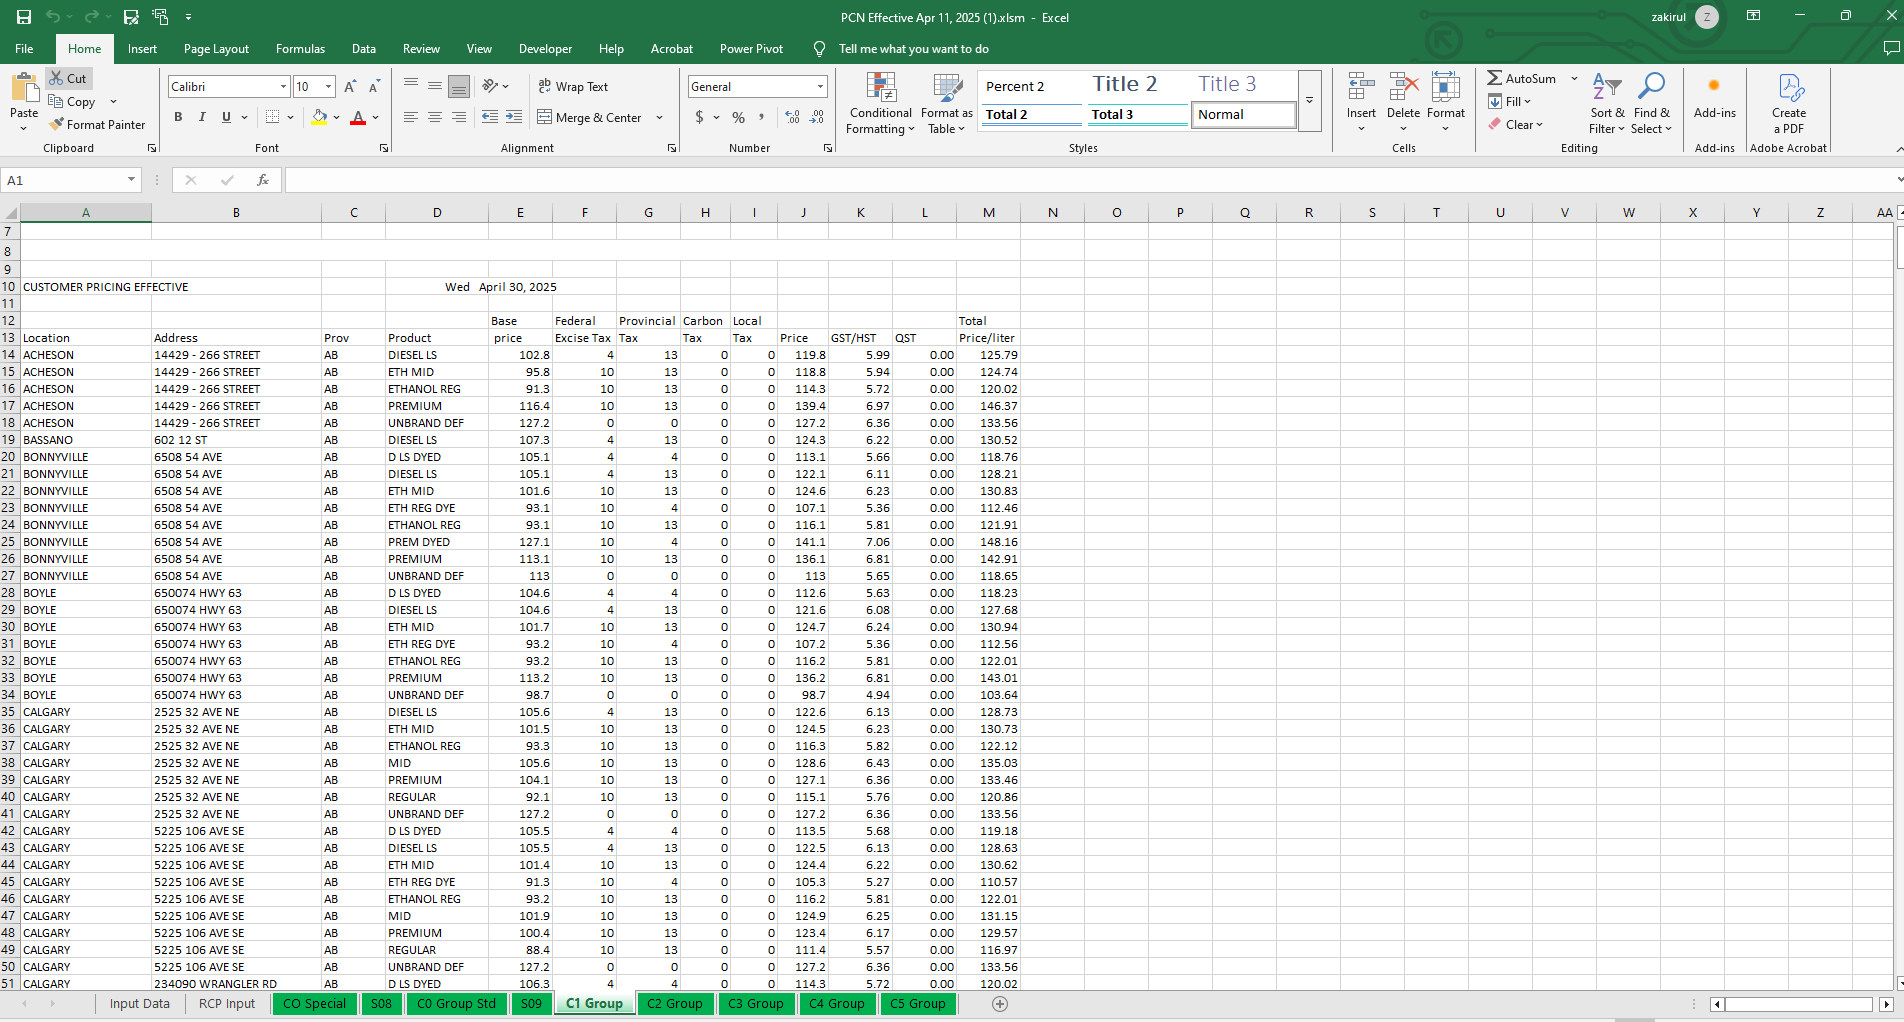 PCN Effective Apr 11, 2025 (1).xlsm - Excel
zakirul Z
File Home Insert Page Layout Formulas Data Review View Developer Help Acrobat Power Pivot Tell me what you want to do
Paste Cut Copy Format Painter Clipboard
Calibri 10 A A B I U A Font
Wrap Text Merge & Center Alignment
General $ % , Number
Conditional Formatting Format as Table
Percent 2 Title 2 Title 3
Total 2 Total 3 Normal
Styles
Insert Delete Format Cells
AutoSum Fill Clear Sort & Filter Find & Select Editing
Add-ins Add-ins
Create a PDF Adobe Acrobat
A1 fx
A B C D E F G H I J K L M N O P Q R S T U V W X Y Z AA
7
8
9
10 CUSTOMER PRICING EFFECTIVE Wed April 30, 2025
11
12 Base Federal Provincial Carbon Local Total
13 Location Address Prov Product price Excise Tax Tax Tax Tax Price GST/HST QST Price/liter
14 ACHESON 14429 - 266 STREET AB DIESEL LS 102.8 4 13 0 0 119.8 5.99 0.00 125.79
15 ACHESON 14429 - 266 STREET AB ETH MID 95.8 10 13 0 0 118.8 5.94 0.00 124.74
16 ACHESON 14429 - 266 STREET AB ETHANOL REG 91.3 10 13 0 0 114.3 5.72 0.00 120.02
17 ACHESON 14429 - 266 STREET AB PREMIUM 116.4 10 13 0 0 139.4 6.97 0.00 146.37
18 ACHESON 14429 - 266 STREET AB UNBRAND DEF 127.2 0 0 0 0 127.2 6.36 0.00 133.56
19 BASSANO 602 12 ST AB DIESEL LS 107.3 4 13 0 0 124.3 6.22 0.00 130.52
20 BONNYVILLE 6508 54 AVE AB D LS DYED 105.1 4 4 0 0 113.1 5.66 0.00 118.76
21 BONNYVILLE 6508 54 AVE AB DIESEL LS 105.1 4 13 0 0 122.1 6.11 0.00 128.21
22 BONNYVILLE 6508 54 AVE AB ETH MID 101.6 10 13 0 0 124.6 6.23 0.00 130.83
23 BONNYVILLE 6508 54 AVE AB ETH REG DYE 93.1 10 4 0 0 107.1 5.36 0.00 112.46
24 BONNYVILLE 6508 54 AVE AB ETHANOL REG 93.1 10 13 0 0 116.1 5.81 0.00 121.91
25 BONNYVILLE 6508 54 AVE AB PREM DYED 127.1 10 4 0 0 141.1 7.06 0.00 148.16
26 BONNYVILLE 6508 54 AVE AB PREMIUM 113.1 10 13 0 0 136.1 6.81 0.00 142.91
27 BONNYVILLE 6508 54 AVE AB UNBRAND DEF 113 0 0 0 0 113 5.65 0.00 118.65
28 BOYLE 650074 HWY 63 AB D LS DYED 104.6 4 4 0 0 112.6 5.63 0.00 118.23
29 BOYLE 650074 HWY 63 AB DIESEL LS 104.6 4 13 0 0 121.6 6.08 0.00 127.68
30 BOYLE 650074 HWY 63 AB ETH MID 101.7 10 13 0 0 124.7 6.24 0.00 130.94
31 BOYLE 650074 HWY 63 AB ETH REG DYE 93.2 10 4 0 0 107.2 5.36 0.00 112.56
32 BOYLE 650074 HWY 63 AB ETHANOL REG 93.2 10 13 0 0 116.2 5.81 0.00 122.01
33 BOYLE 650074 HWY 63 AB PREMIUM 113.2 10 13 0 0 136.2 6.81 0.00 143.01
34 BOYLE 650074 HWY 63 AB UNBRAND DEF 98.7 0 0 0 0 98.7 4.94 0.00 103.64
35 CALGARY 2525 32 AVE NE AB DIESEL LS 105.6 4 13 0 0 122.6 6.13 0.00 128.73
36 CALGARY 2525 32 AVE NE AB ETH MID 101.5 10 13 0 0 124.5 6.23 0.00 130.73
37 CALGARY 2525 32 AVE NE AB ETHANOL REG 93.3 10 13 0 0 116.3 5.82 0.00 122.12
38 CALGARY 2525 32 AVE NE AB MID 105.6 10 13 0 0 128.6 6.43 0.00 135.03
39 CALGARY 2525 32 AVE NE AB PREMIUM 104.1 10 13 0 0 127.1 6.36 0.00 133.46
40 CALGARY 2525 32 AVE NE AB REGULAR 92.1 10 13 0 0 115.1 5.76 0.00 120.86
41 CALGARY 2525 32 AVE NE AB UNBRAND DEF 127.2 0 0 0 0 127.2 6.36 0.00 133.56
42 CALGARY 5225 106 AVE SE AB D LS DYED 105.5 4 4 0 0 113.5 5.68 0.00 119.18
43 CALGARY 5225 106 AVE SE AB DIESEL LS 105.5 4 13 0 0 122.5 6.13 0.00 128.63
44 CALGARY 5225 106 AVE SE AB ETH MID 101.4 10 13 0 0 124.4 6.22 0.00 130.62
45 CALGARY 5225 106 AVE SE AB ETH REG DYE 91.3 10 4 0 0 105.3 5.27 0.00 110.57
46 CALGARY 5225 106 AVE SE AB ETHANOL REG 93.2 10 13 0 0 116.2 5.81 0.00 122.01
47 CALGARY 5225 106 AVE SE AB MID 101.9 10 13 0 0 124.9 6.25 0.00 131.15
48 CALGARY 5225 106 AVE SE AB PREMIUM 100.4 10 13 0 0 123.4 6.17 0.00 129.57
49 CALGARY 5225 106 AVE SE AB REGULAR 88.4 10 13 0 0 111.4 5.57 0.00 116.97
50 CALGARY 5225 106 AVE SE AB UNBRAND DEF 127.2 0 0 0 0 127.2 6.36 0.00 133.56
51 CALGARY 234090 WRANGLER RD AB D LS DYED 106.3 4 4 0 0 114.3 5.72 0.00 120.02
Input Data RCP Input CO Special S08 C0 Group Std S09 C1 Group C2 Group C3 Group C4 Group C5 Group